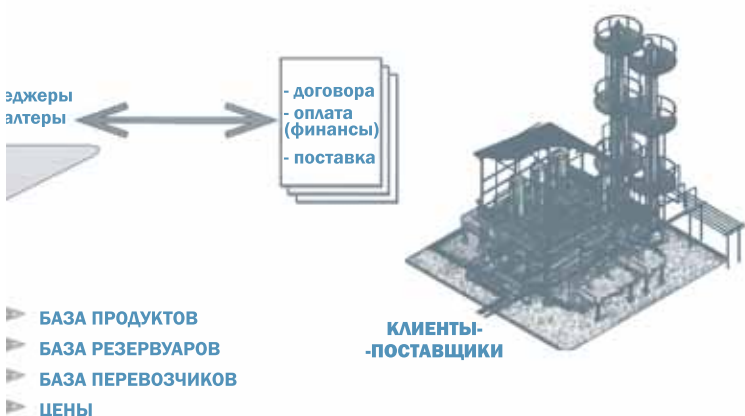 еджеры
алтеры
- договора
- оплата
(финансы)
- поставка
БАЗА ПРОДУКТОВ
БАЗА РЕЗЕРВУАРОВ
БАЗА ПЕРЕВОЗЧИКОВ
ЦЕНЫ
КЛИЕНТЫ-
-ПОСТАВЩИКИ